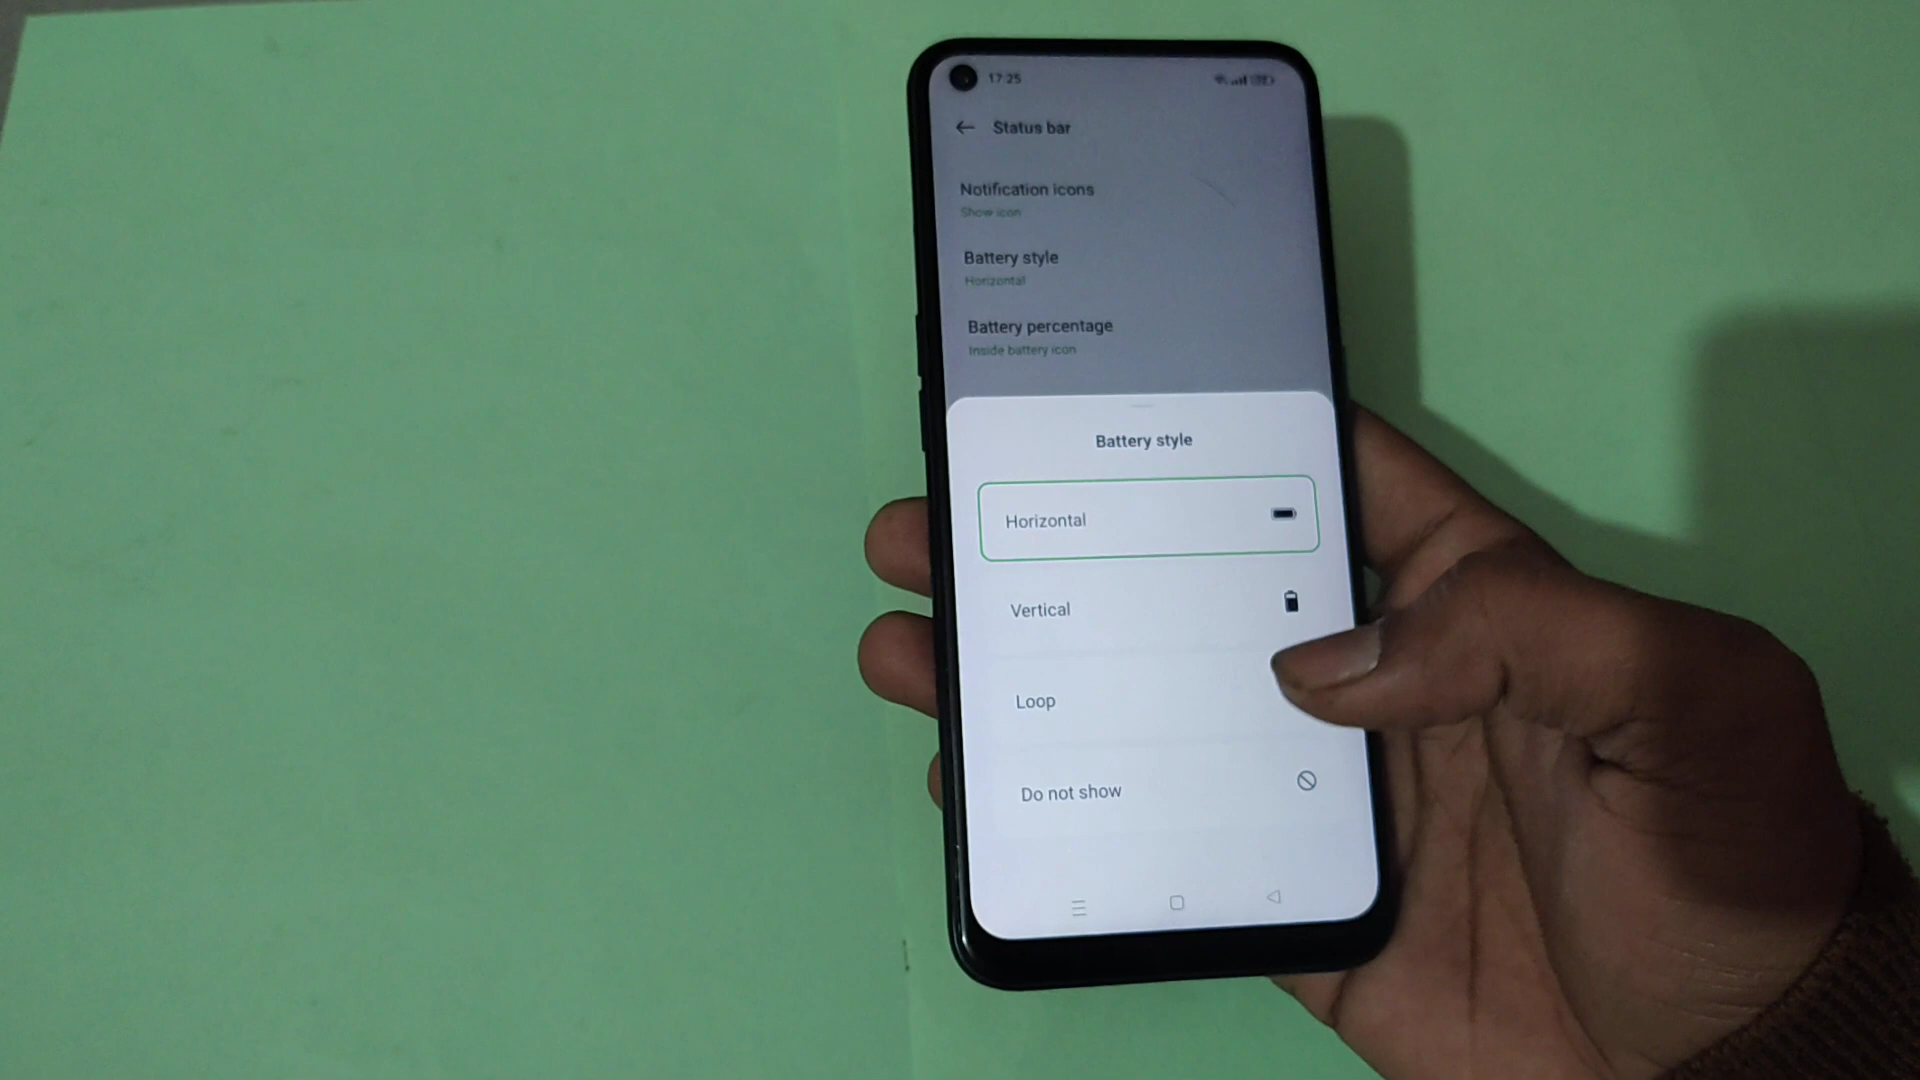 17:25
Status bar
Notification icons
Show icon
Battery style
Horizontal
Battery percentage
Inside battery icon
Battery style
Horizontal
Vertical
Loop
Do not show